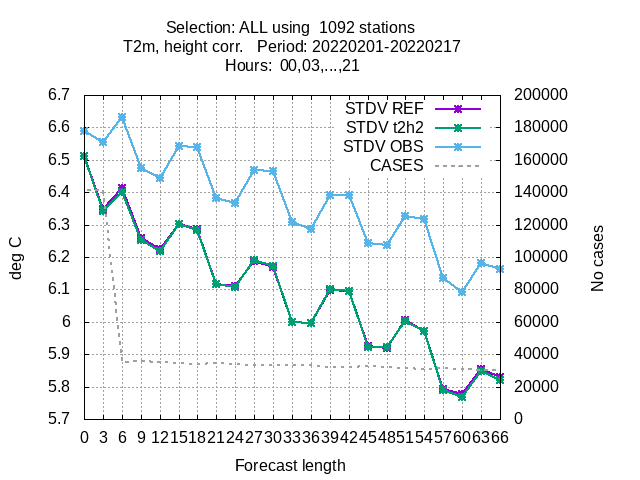 Selection: ALL using  1092 stations
T2m, height corr.   Period: 20220201-20220217
Hours:  00,03,...,21
STDV REF
STDV t2h2
STDV OBS
CASES
deg C
6.7
6.6
6.5
6.4
6.3
6.2
6.1
6
5.9
5.8
5.7
200000
180000
160000
140000
120000
100000
80000
60000
40000
20000
0
No cases
0 3 6 9 12 15 18 21 24 27 30 33 36 39 42 45 48 51 54 57 60 63 66
Forecast length